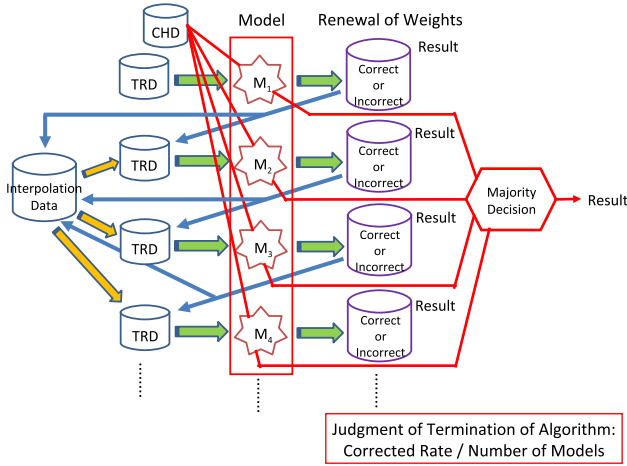 Model
Renewal of Weights
CHD
Result
TRD
M1
Correct
or
Incorrect
Result
TRD
M2
Correct
or
Incorrect
Interpolation
Data
Majority
Decision
Result
Result
TRD
M3
Correct
or
Incorrect
Result
TRD
M4
Correct
or
Incorrect
Judgment of Termination of Algorithm:
Corrected Rate / Number of Models